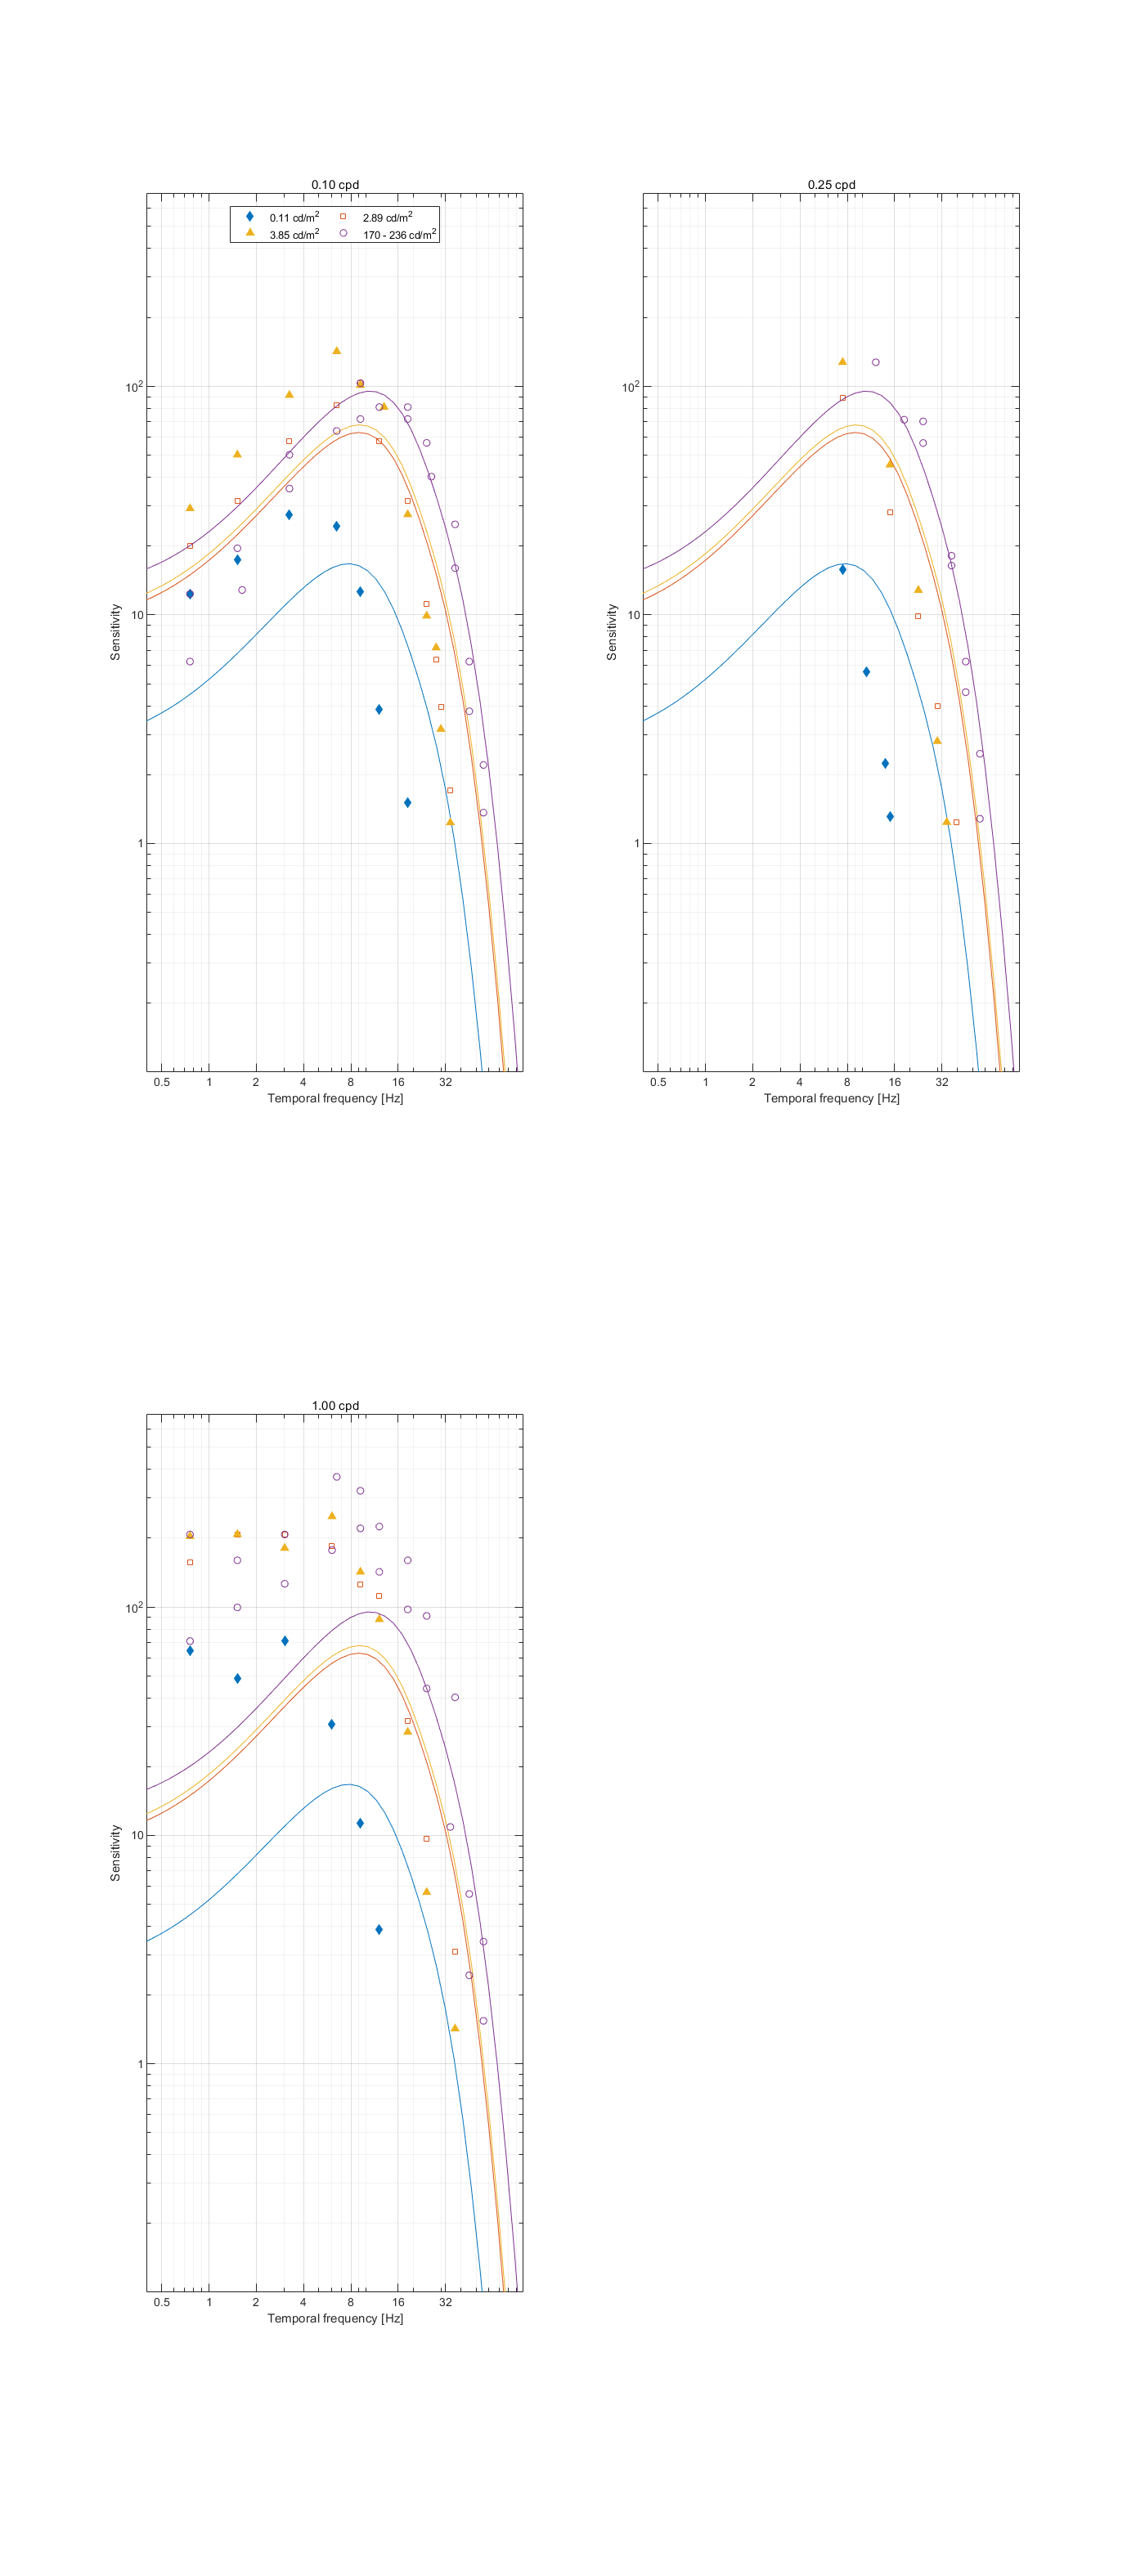 0.10 cpd
0.11 cd/m² 2.89 cd/m²
3.85 cd/m² 170 - 236 cd/m²
10²
10
1
Sensitivity
0.5 1 2 4 8 16 32
Temporal frequency [Hz]
0.25 cpd
10²
10
1
Sensitivity
0.5 1 2 4 8 16 32
Temporal frequency [Hz]
1.00 cpd
10²
10
1
Sensitivity
0.5 1 2 4 8 16 32
Temporal frequency [Hz]